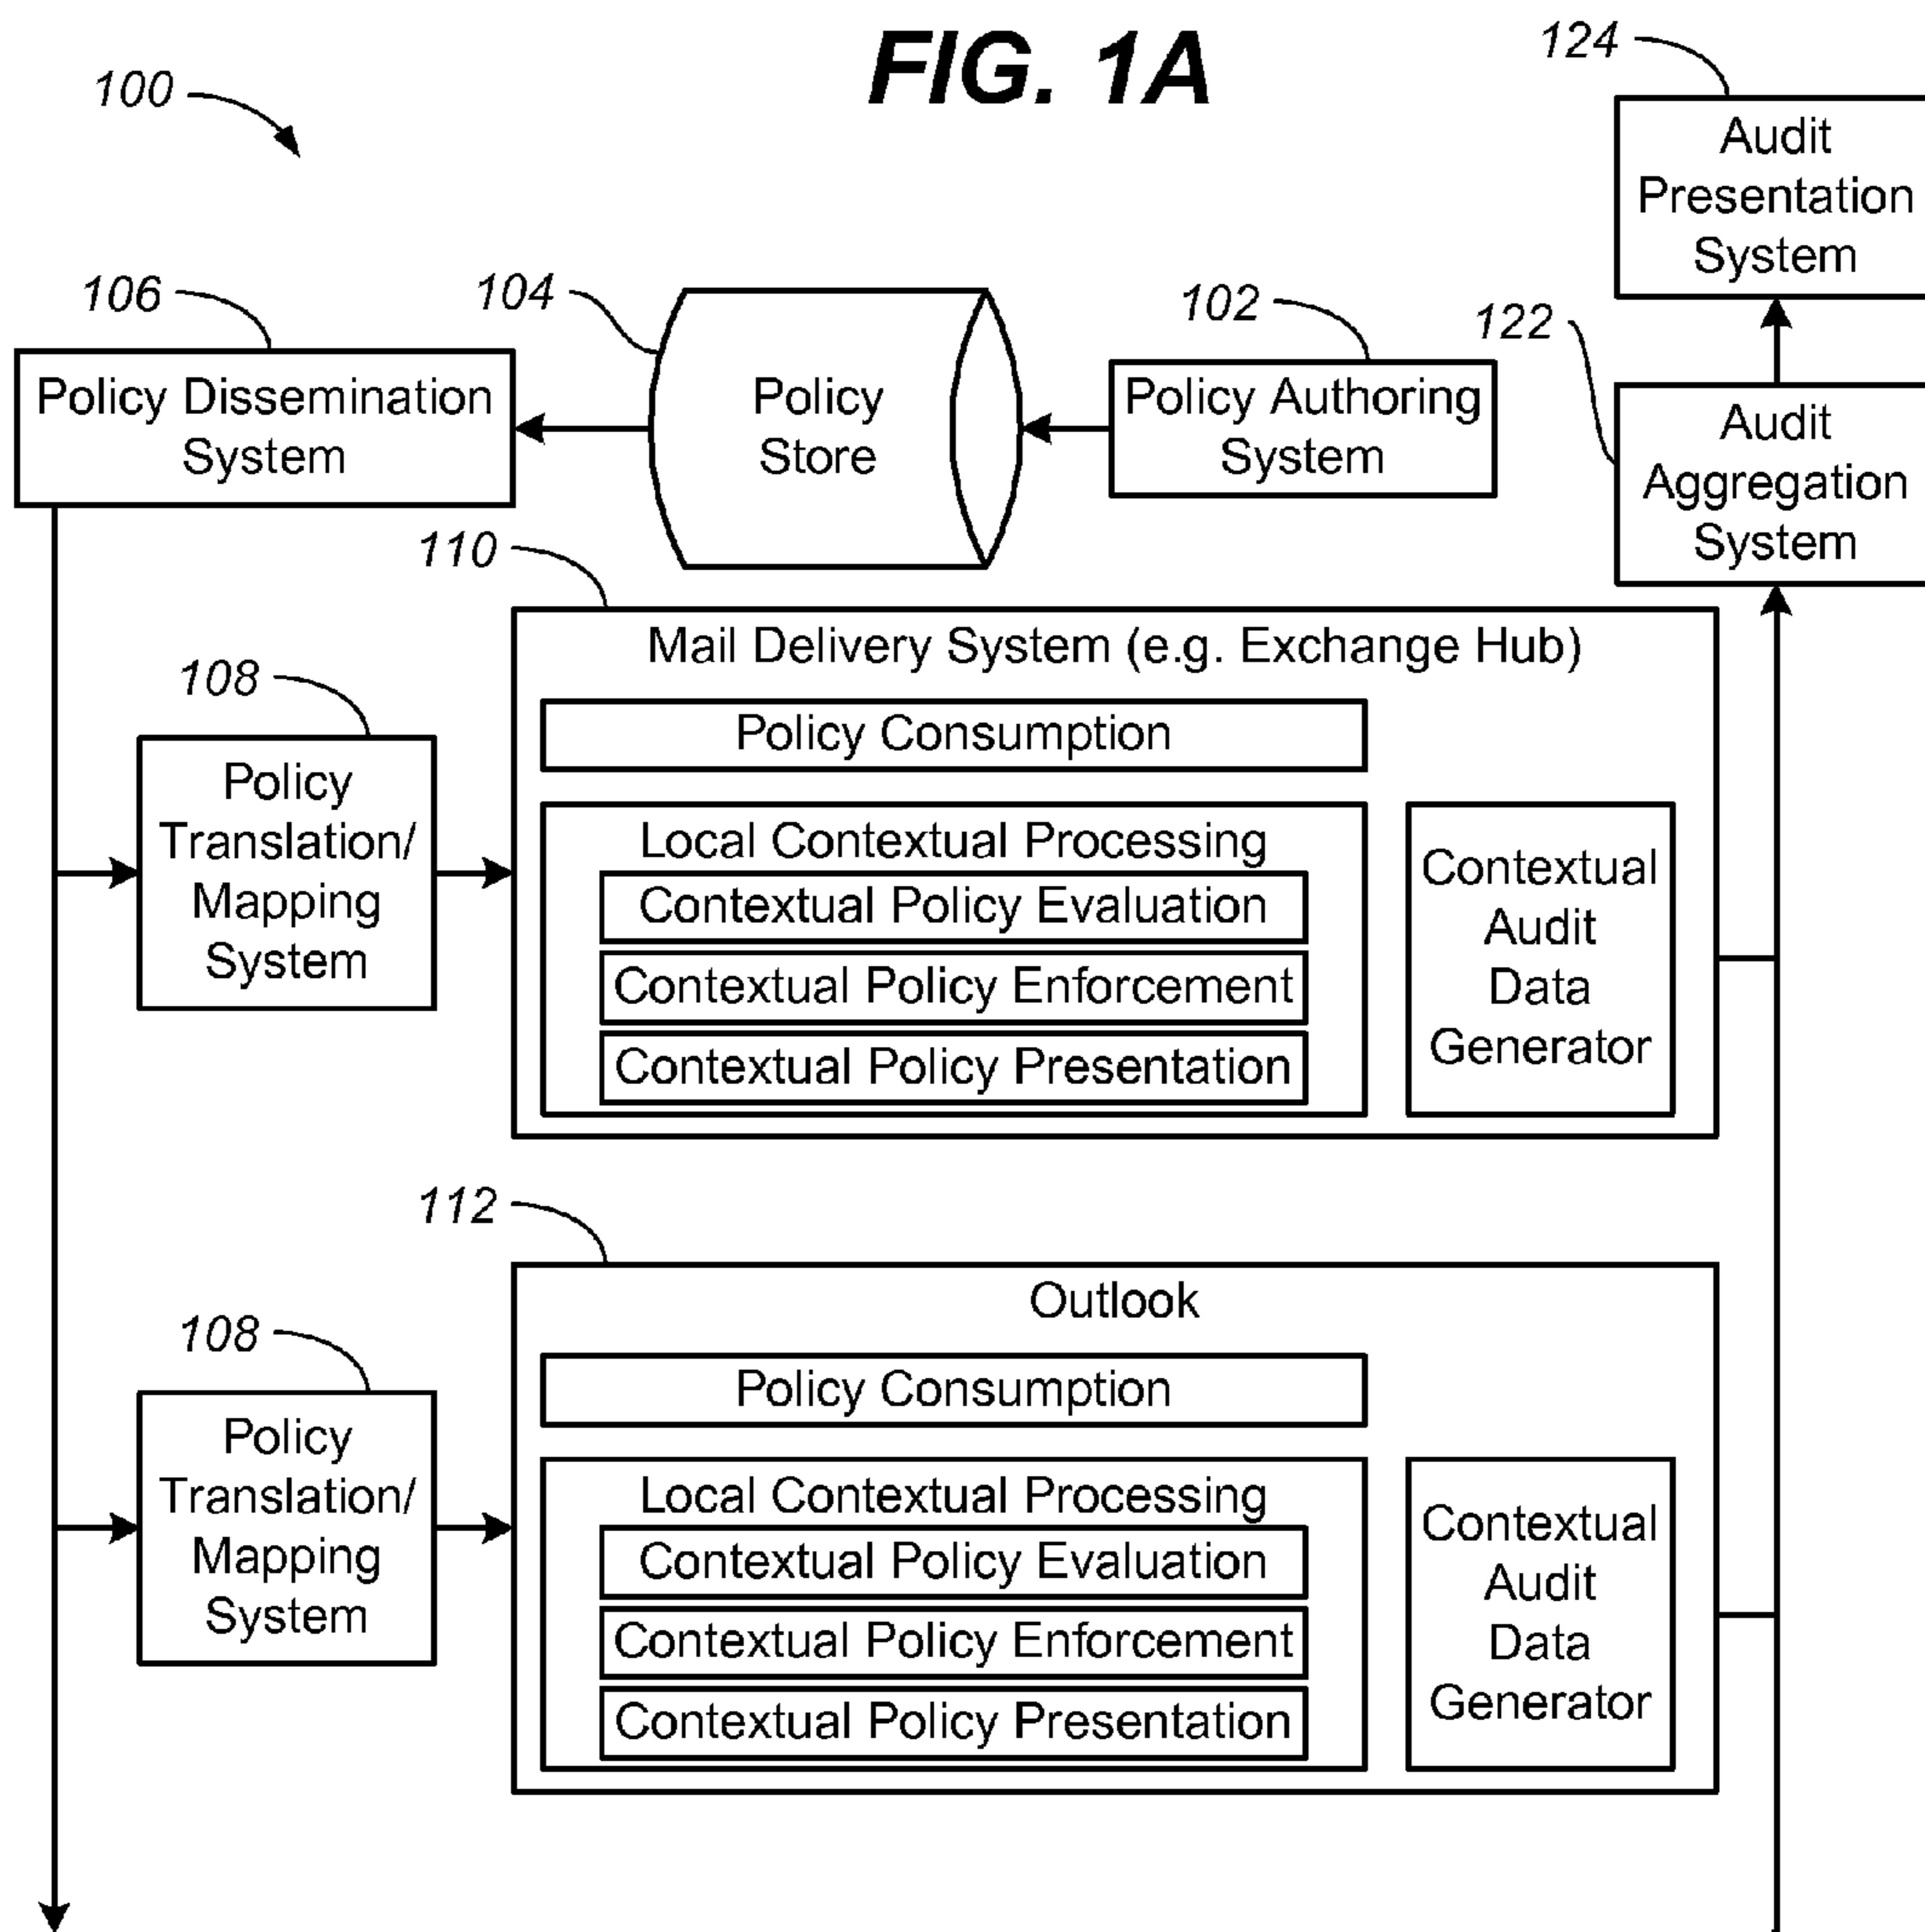 FIG. 1A
100
124
Audit
Presentation
System
106
104
102
122
Policy Dissemination
System
Policy
Store
Policy Authoring
System
Audit
Aggregation
System
110
Mail Delivery System (e.g. Exchange Hub)
108
Policy
Translation/
Mapping
System
Policy Consumption
Local Contextual Processing
Contextual Policy Evaluation
Contextual Policy Enforcement
Contextual Policy Presentation
Contextual
Audit
Data
Generator
112
Outlook
108
Policy
Translation/
Mapping
System
Policy Consumption
Local Contextual Processing
Contextual Policy Evaluation
Contextual Policy Enforcement
Contextual Policy Presentation
Contextual
Audit
Data
Generator